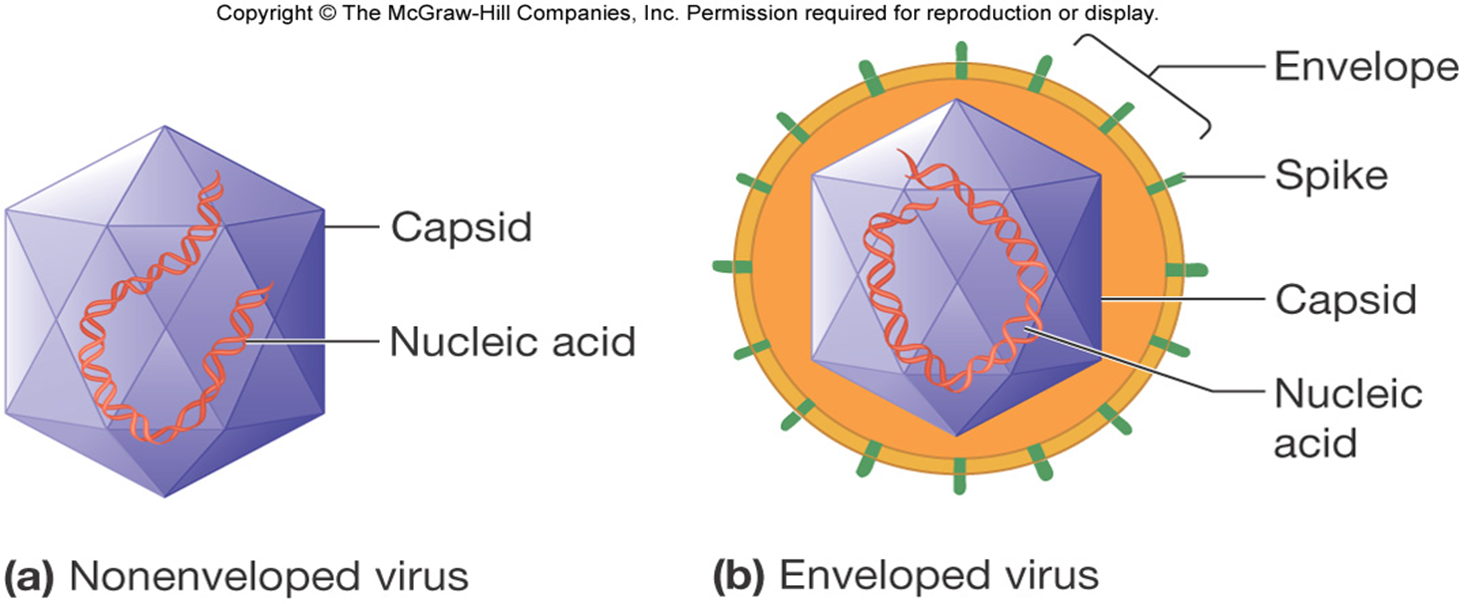 Copyright © The McGraw-Hill Companies, Inc. Permission required for reproduction or display.
Capsid
Nucleic acid
(a) Nonenveloped virus
Envelope
Spike
Capsid
Nucleic
acid
(b) Enveloped virus